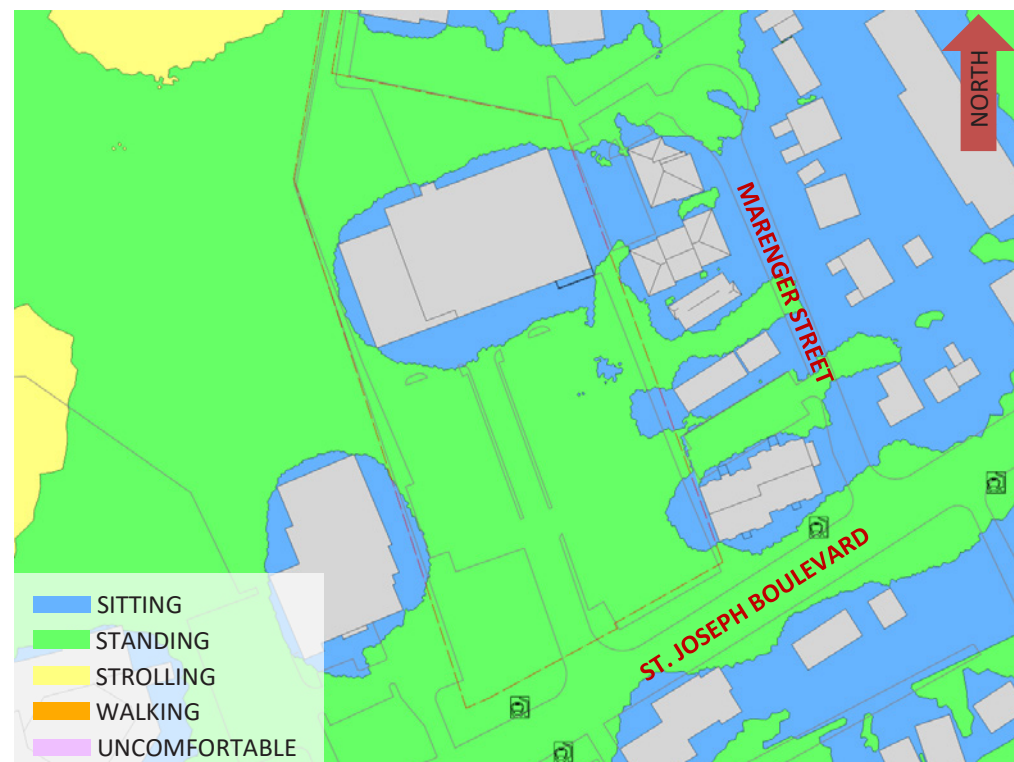 NORTH
MARENGER STREET
ST. JOSEPH BOULEVARD
SITTING
STANDING
STROLLING
WALKING
UNCOMFORTABLE